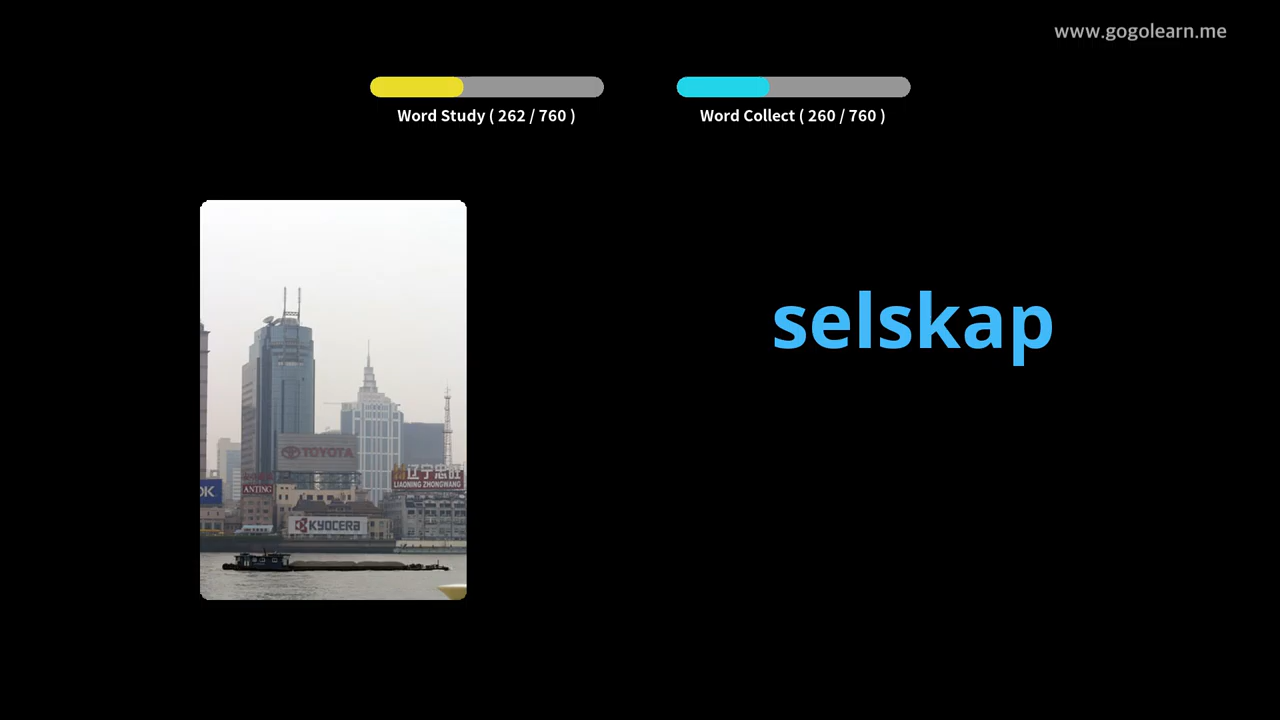 www.gogolearn.me
Word Study ( 262 / 760 )
Word Collect ( 260 / 760 )
selskap
TOYOTA
辽宁忠旺
LIAONING ZHONGWANG
OK
ANTING
KYOCERA